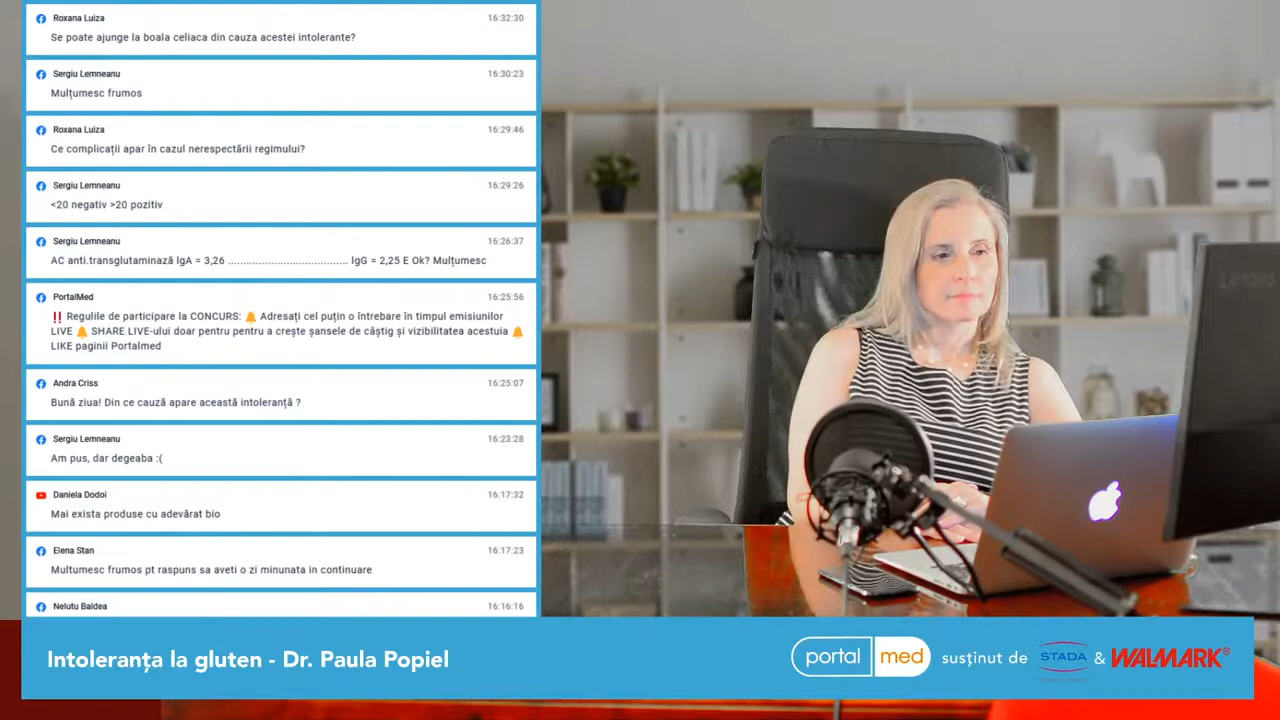 Roxana Luiza 16:32:30
Se poate ajunge la boala celiaca din cauza acestei intolerante?
Sergiu Lemneanu 16:30:23
Mulțumesc frumos
Roxana Luiza 16:29:46
Ce complicații apar în cazul nerespectării regimului?
Sergiu Lemneanu 16:29:26
<20 negativ >20 pozitiv
Sergiu Lemneanu 16:26:37
AC anti.transglutaminază IgA = 3,26 ....................................... IgG = 2,25 E Ok? Mulțumesc
PortalMed 16:25:56
‼️ Regulile de participare la CONCURS: 🔔 Adresați cel puțin o întrebare în timpul emisiunilor
LIVE 🔔 SHARE LIVE-ului doar pentru pentru a crește șansele de câștig și vizibilitatea acestuia 🔔
LIKE paginii Portalmed
Andra Criss 16:25:07
Bună ziua! Din ce cauză apare această intoleranță ?
Sergiu Lemneanu 16:23:28
Am pus, dar degeaba :(
Daniela Dodoi 16:17:32
Mai exista produse cu adevărat bio
Elena Stan 16:17:23
Multumesc frumos pt raspuns sa aveti o zi minunata in continuare
Nelutu Baldea 16:16:16
Lenovo
Intoleranța la gluten - Dr. Paula Popiel
portal med susținut de STADA & WALMARK®